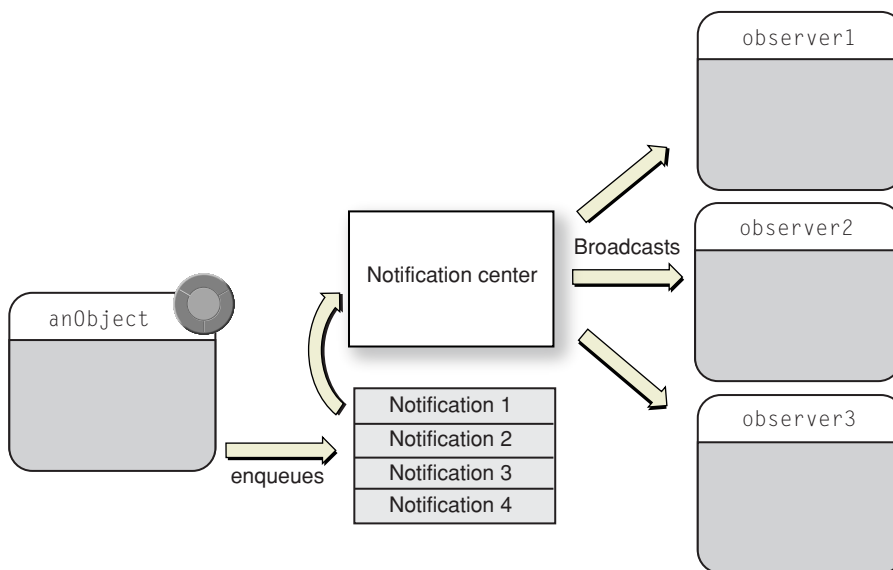 observer1
observer2
Broadcasts
Notification center
anObject
Notification 1
observer3
Notification 2
enqueues
Notification 3
Notification 4